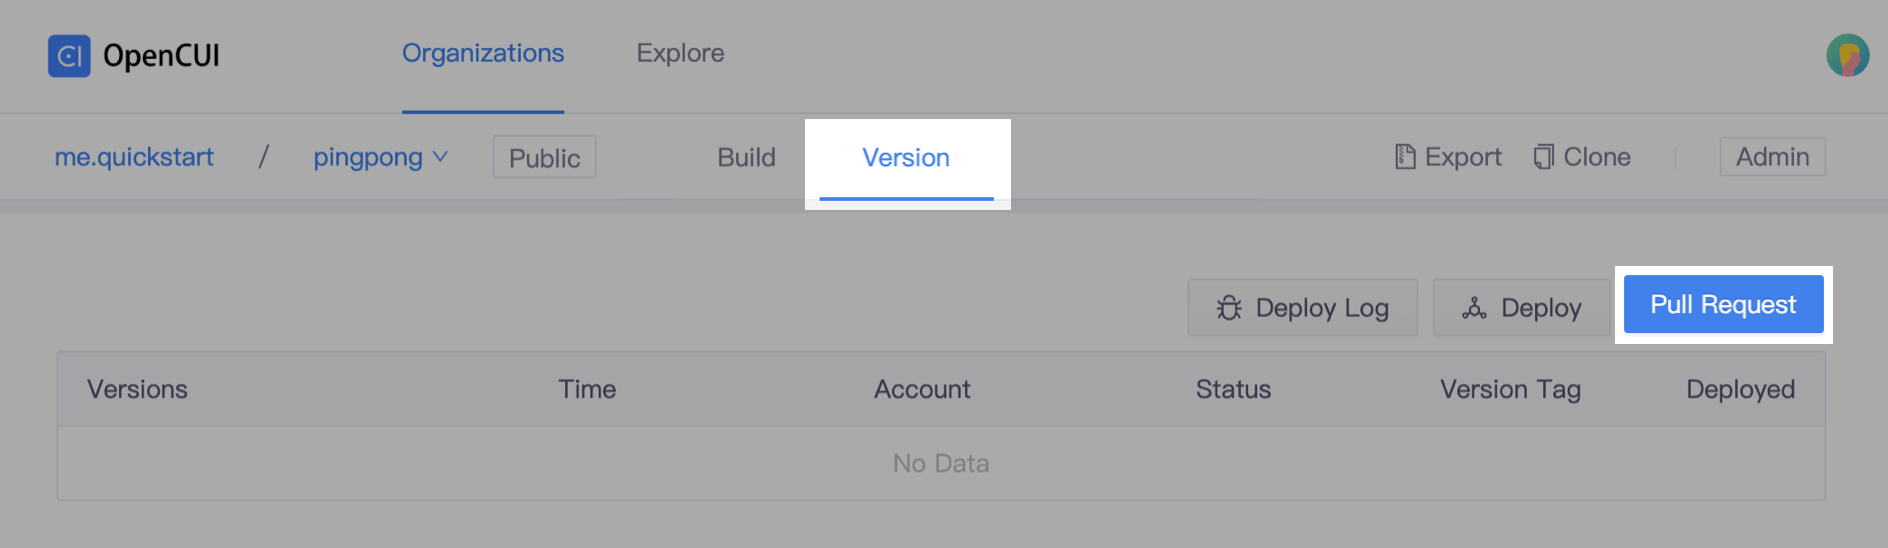 CI OpenCUI Organizations Explore
me.quickstart / pingpong Public Build Version Export Clone Admin
Deploy Log Deploy Pull Request
Versions Time Account Status Version Tag Deployed
No Data